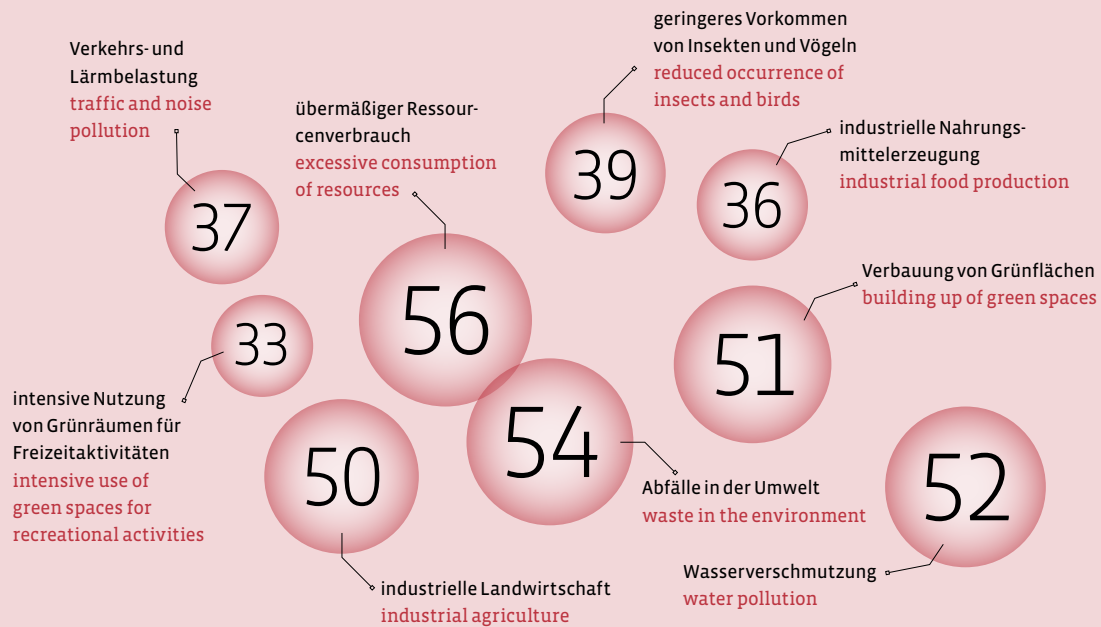 Verkehrs- und
Lärmbelastung
traffic and noise
pollution
37
übermäßiger Ressour-
cenverbrauch
excessive consumption
of resources
56
geringeres Vorkommen
von Insekten und Vögeln
reduced occurrence of
insects and birds
39
industrielle Nahrungs-
mittelerzeugung
industrial food production
36
Verbauung von Grünflächen
building up of green spaces
51
33
intensive Nutzung
von Grünräumen für
Freizeitaktivitäten
intensive use of
green spaces for
recreational activities
50
industrielle Landwirtschaft
industrial agriculture
54
Abfälle in der Umwelt
waste in the environment
52
Wasserverschmutzung
water pollution